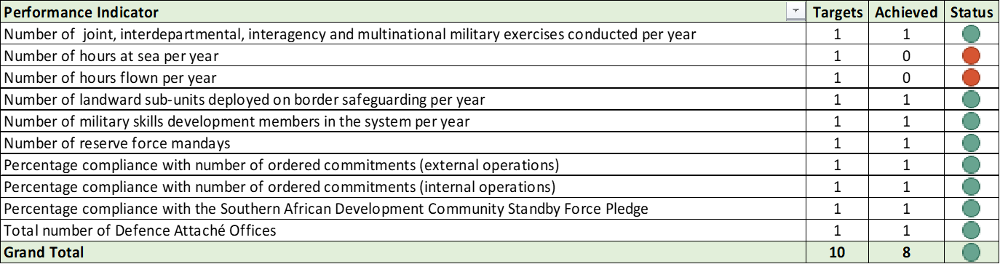 Performance Indicator Targets Achieved Status
Number of  joint, interdepartmental, interagency and multinational military exercises conducted per year 1 1
Number of hours at sea per year 1 0
Number of hours flown per year 1 0
Number of landward sub-units deployed on border safeguarding per year 1 1
Number of military skills development members in the system per year 1 1
Number of reserve force mandays 1 1
Percentage compliance with number of ordered commitments (external operations) 1 1
Percentage compliance with number of ordered commitments (internal operations) 1 1
Percentage compliance with the Southern African Development Community Standby Force Pledge 1 1
Total number of Defence Attaché Offices 1 1
Grand Total 10 8